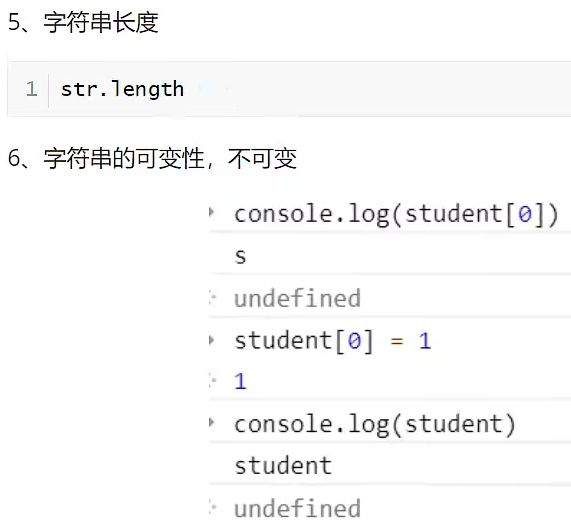 5、字符串长度
1 str.length
6、字符串的可变性，不可变
console.log(student[0])
s
undefined
student[0] = 1
1
console.log(student)
student
undefined